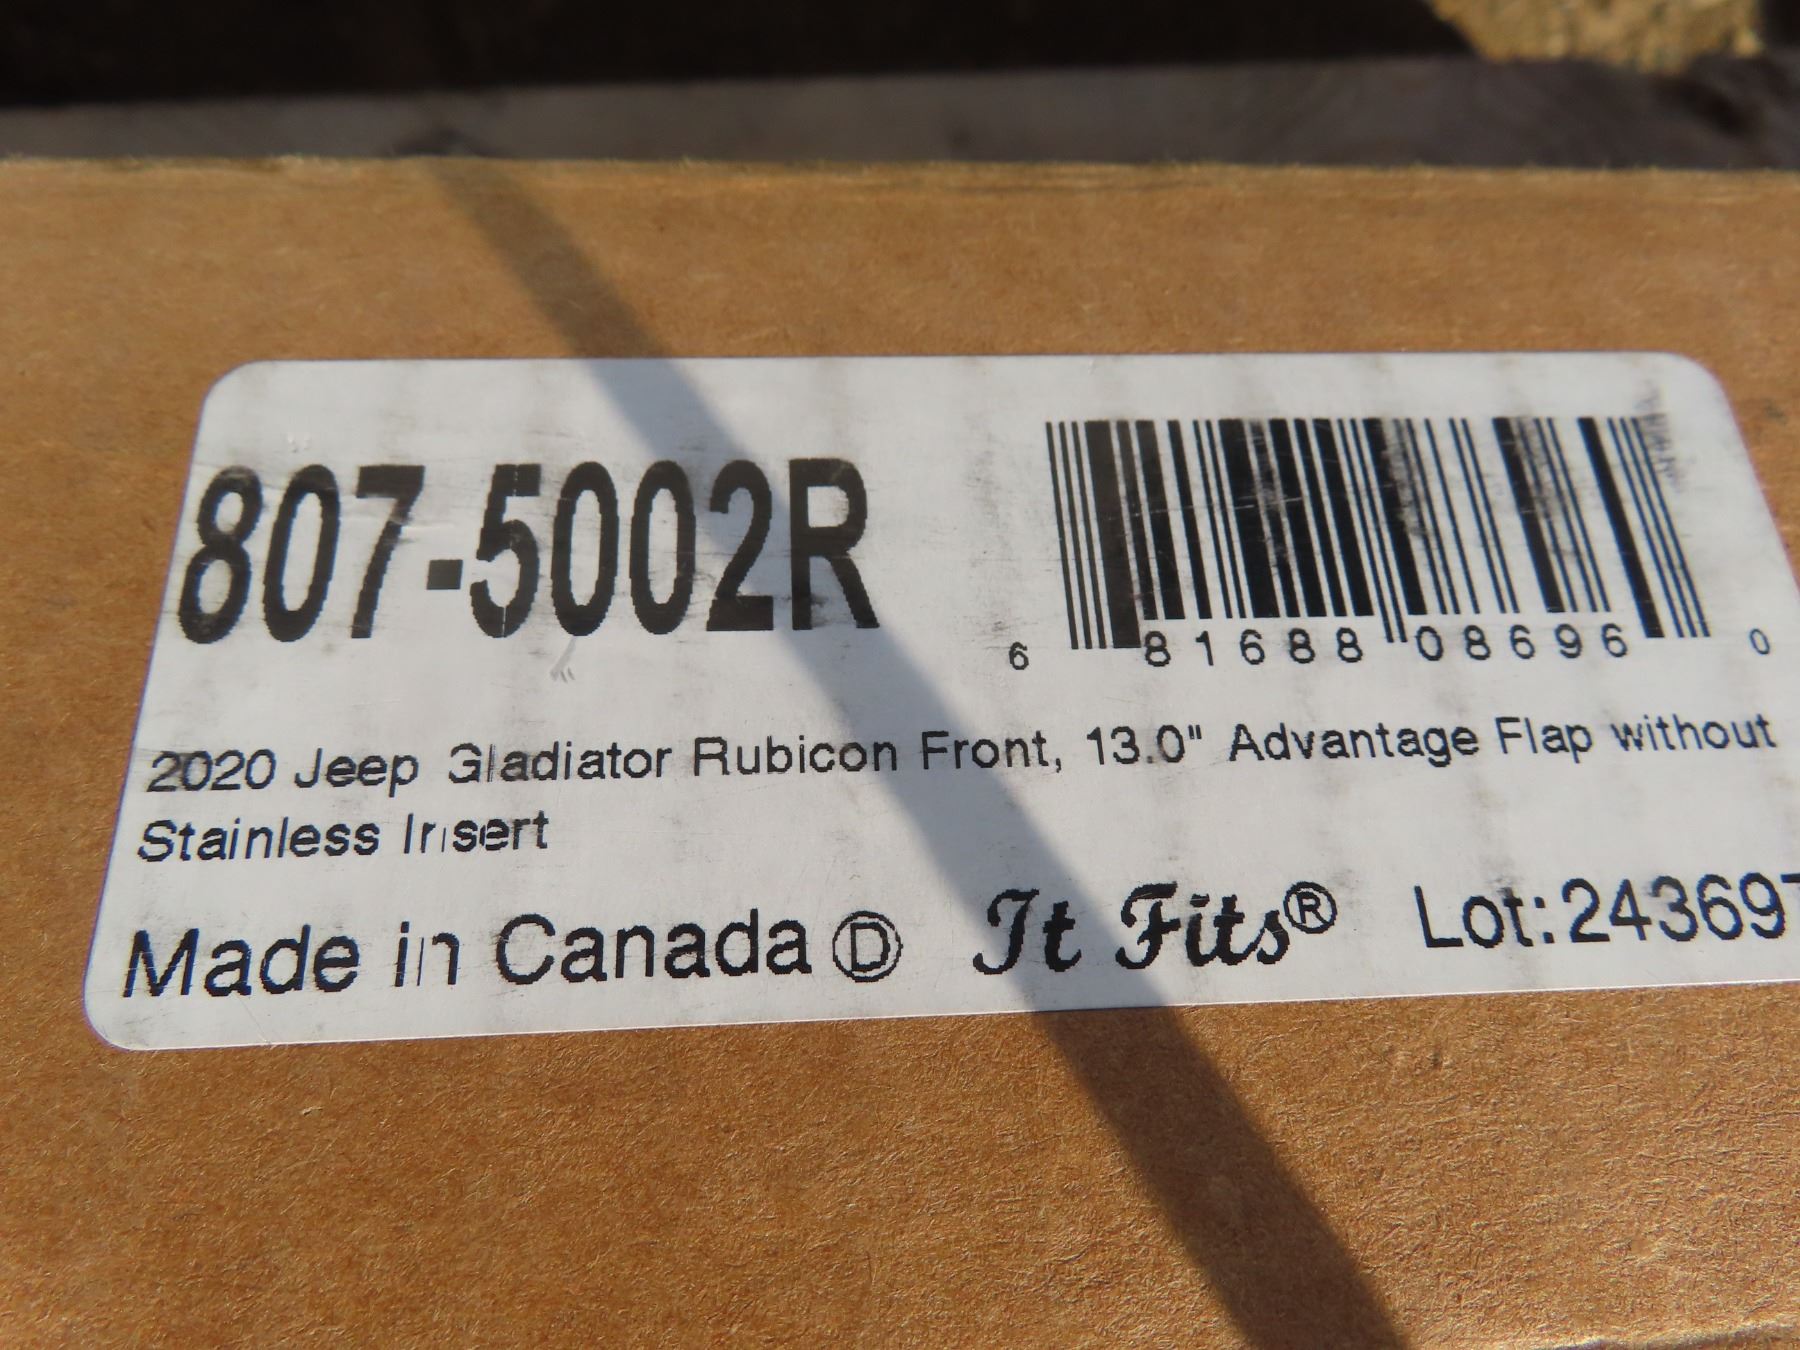 807-5002R
6 81688 08696 0
2020 Jeep Gladiator Rubicon Front, 13.0" Advantage Flap without
Stainless Insert
Made in Canada Ⓓ It Fits® Lot:243697